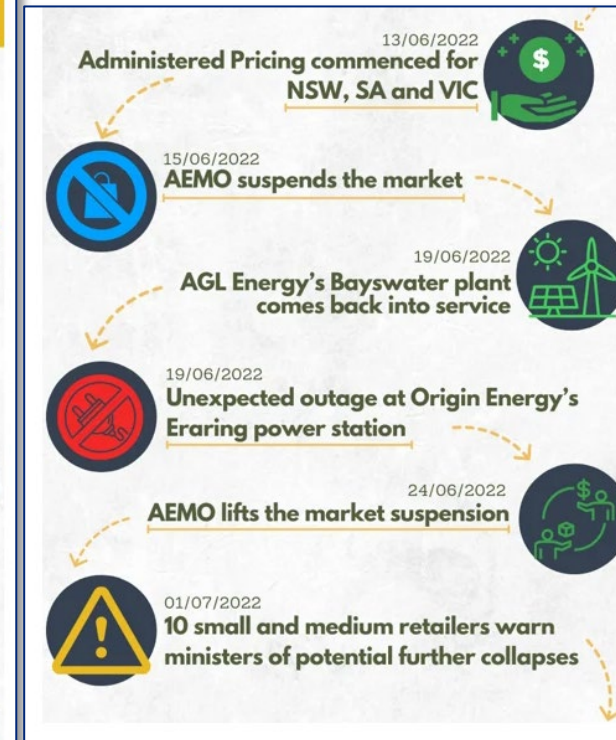 13/06/2022
Administered Pricing commenced for
NSW, SA and VIC
$
15/06/2022
AEMO suspends the market
19/06/2022
AGL Energy's Bayswater plant
comes back into service
19/06/2022
Unexpected outage at Origin Energy's
Eraring power station
24/06/2022
AEMO lifts the market suspension
$
01/07/2022
10 small and medium retailers warn
ministers of potential further collapses